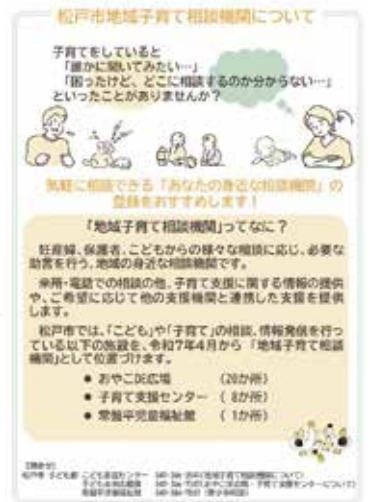 松戸市地域子育て相談機関について
子育てをしていると
「誰かに聞いてみたい…」
「困ったけど、どこに相談するのか分からない…」
といったことがありませんか？
気軽に相談できる「あなたの身近な相談機関」の
登録をおすすめします！
「地域子育て相談機関」ってなに？
妊産婦、保護者、こどもからの様々な相談に応じ、必要な
助言を行う、地域の身近な相談機関です。
来所・電話での相談の他、子育て支援に関する情報の提供
や、ご希望に応じて他の支援機関と連携した支援を提供
します。
松戸市では、「こども」や「子育て」の相談、情報発信を行っ
ている以下の施設を、令和7年4月から 「地域子育て相談
機関」として位置づけます。
● おやこDE広場 （20か所）
● 子育て支援センター （ 8か所）
● 常盤平児童福祉館 （ 1か所）
松戸市 子ども部